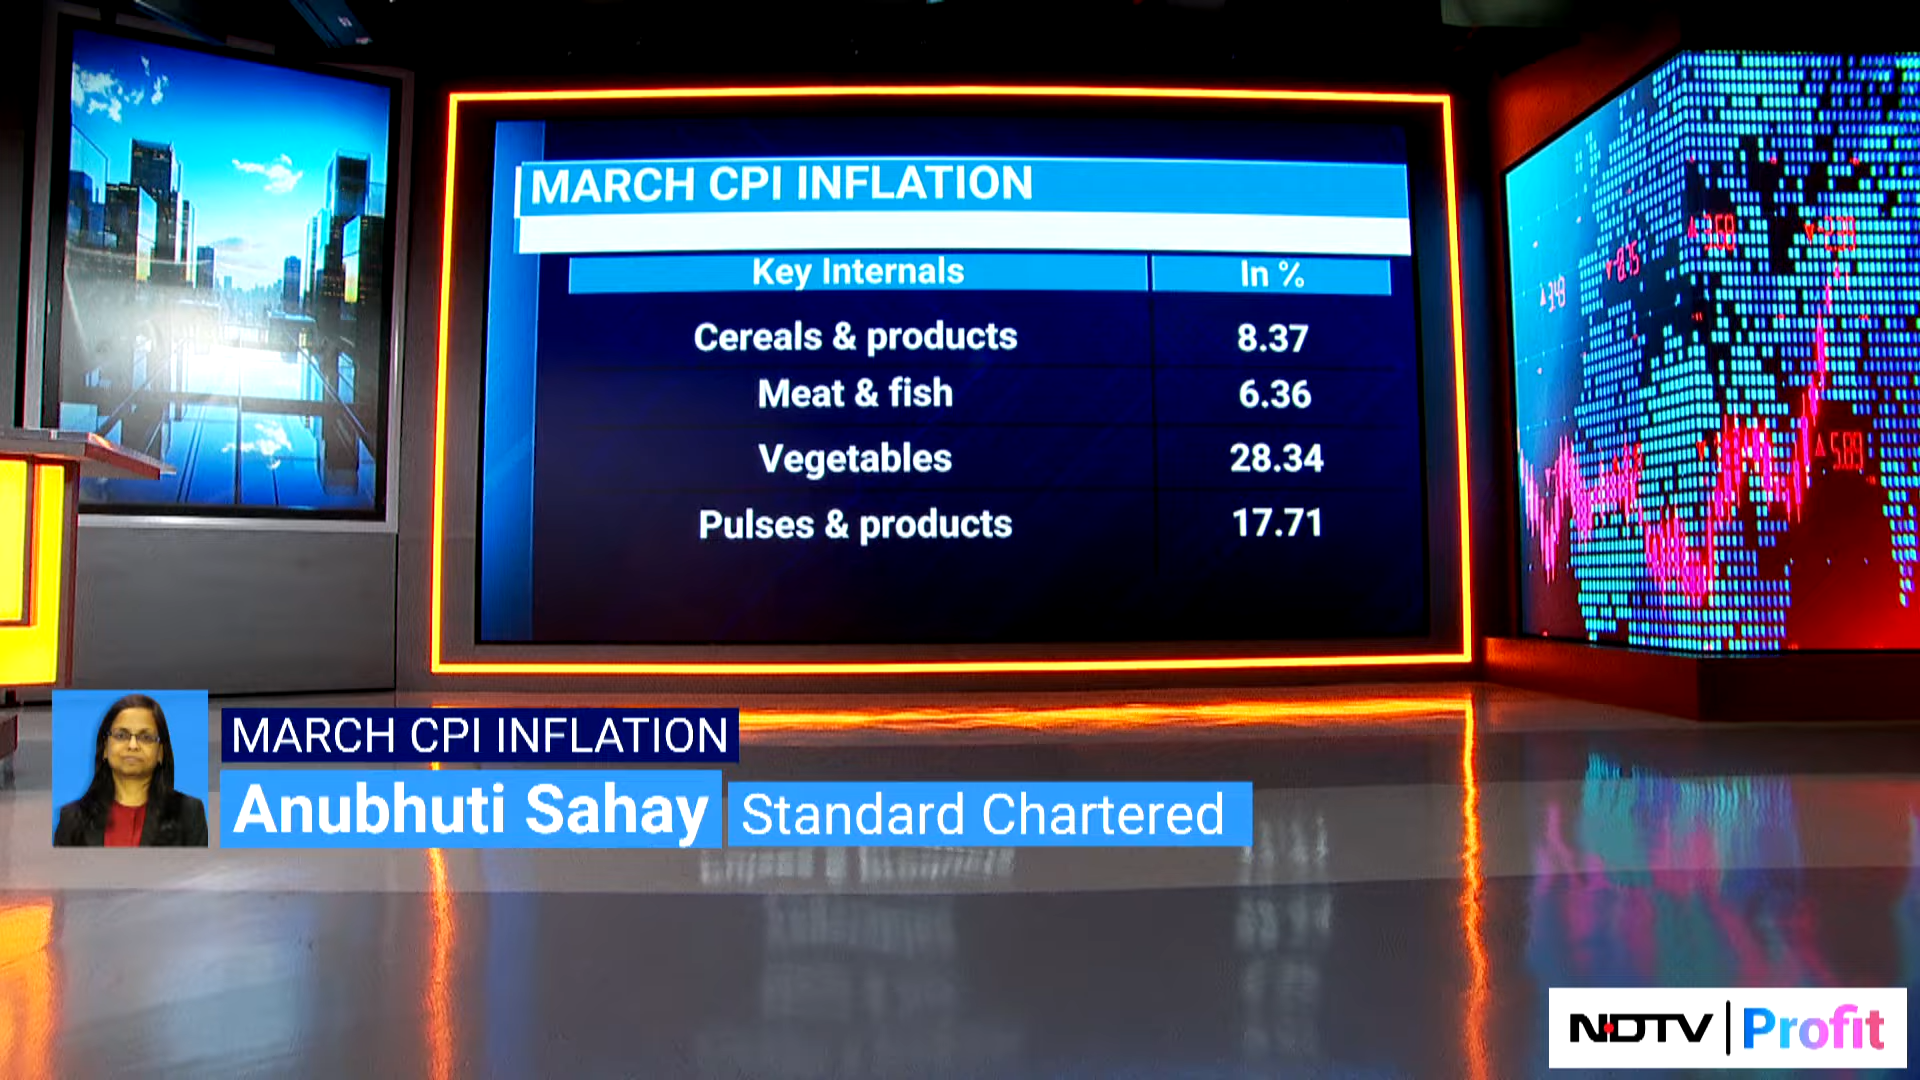 MARCH CPI INFLATION
Key Internals In %
Cereals & products 8.37
Meat & fish 6.36
Vegetables 28.34
Pulses & products 17.71
MARCH CPI INFLATION
Anubhuti Sahay Standard Chartered
NDTV Profit